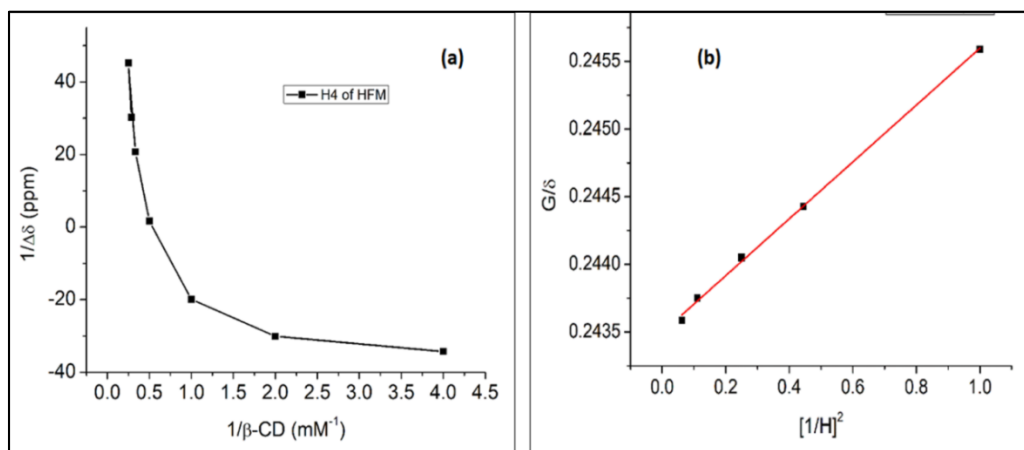 (a)
H4 of HFM
1/Δδ (ppm)
40
20
0
-20
-40
0.0 0.5 1.0 1.5 2.0 2.5 3.0 3.5 4.0 4.5
1/β-CD (mM⁻¹)
(b)
G/δ
0.2455
0.2450
0.2445
0.2440
0.2435
0.0 0.2 0.4 0.6 0.8 1.0
[1/H]²